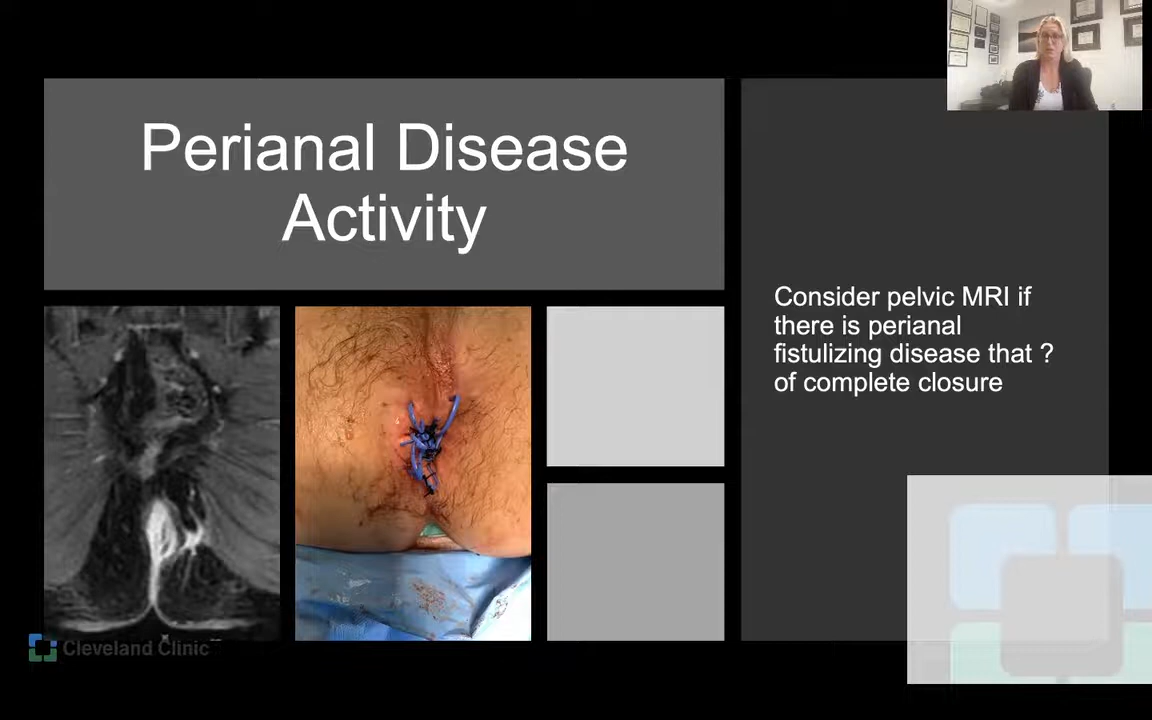 Perianal Disease
Activity
Consider pelvic MRI if
there is perianal
fistulizing disease that ?
of complete closure
Cleveland Clinic